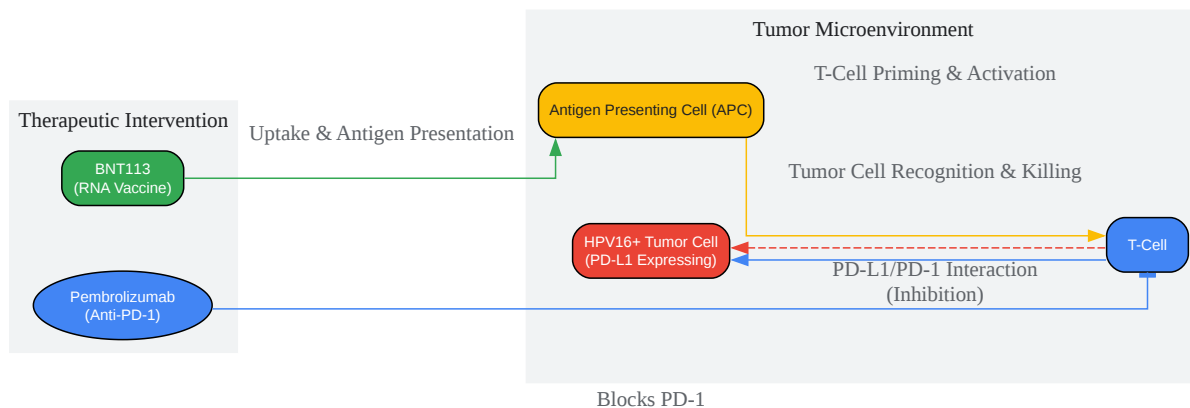 Tumor Microenvironment
T-Cell Priming & Activation
Antigen Presenting Cell (APC)
Therapeutic Intervention
Uptake & Antigen Presentation
BNT113
(RNA Vaccine)
Tumor Cell Recognition & Killing
HPV16+ Tumor Cell
(PD-L1 Expressing)
T-Cell
PD-L1/PD-1 Interaction
(Inhibition)
Pembrolizumab
(Anti-PD-1)
Blocks PD-1